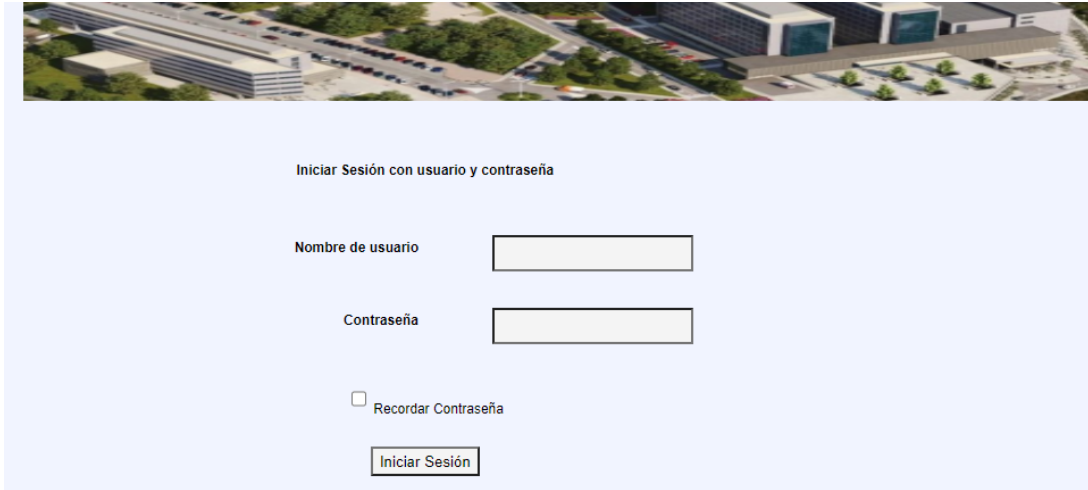 Iniciar Sesión con usuario y contraseña
Nombre de usuario
Contraseña
Recordar Contraseña
Iniciar Sesión